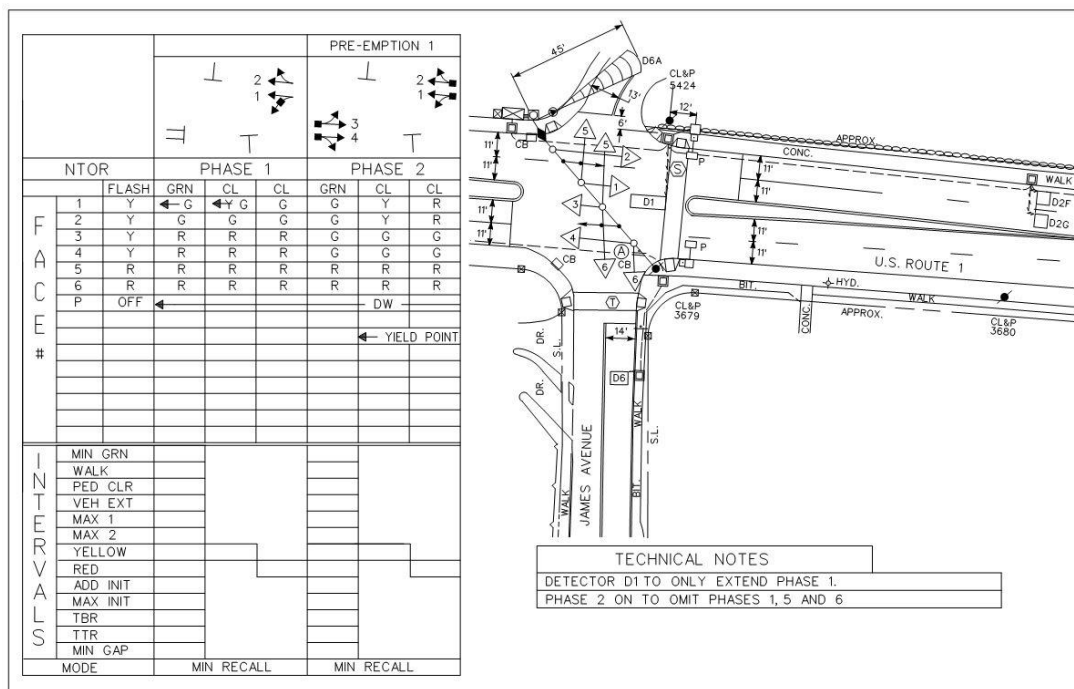 PRE-EMPTION 1
2
1
2
1
3
4
NTOR PHASE 1 PHASE 2
FLASH GRN CL CL GRN CL CL
1 Y ← G ← Y G G G Y R
2 Y G G G G Y R
3 Y R R R G G G
4 Y R R R G G G
5 R R R R R R R
6 R R R R R R R
P OFF ← DW
← YIELD POINT
FACE #
INTERVALS
MIN GRN
WALK
PED CLR
VEH EXT
MAX 1
MAX 2
YELLOW
RED
ADD INIT
MAX INIT
TBR
TTR
MIN GAP
MODE MIN RECALL MIN RECALL
45'
D6A
13'
CL&P
5424
12'
6'
APPROX.
CONC.
WALK
CB
11'
11'
5
5
2
1
3
4
6
6
S
P
D1
11'
11'
D2F
D2G
11'
11'
11'
11'
A
CB
CB
P
U.S. ROUTE 1
BIT.
HYD.
WALK
APPROX.
CONC.
CL&P
3679
CL&P
3680
T
14'
DR.
S.L.
DR.
D6
WALK
S.L.
BIT.
WALK
JAMES AVENUE
TECHNICAL NOTES
DETECTOR D1 TO ONLY EXTEND PHASE 1.
PHASE 2 ON TO OMIT PHASES 1, 5 AND 6